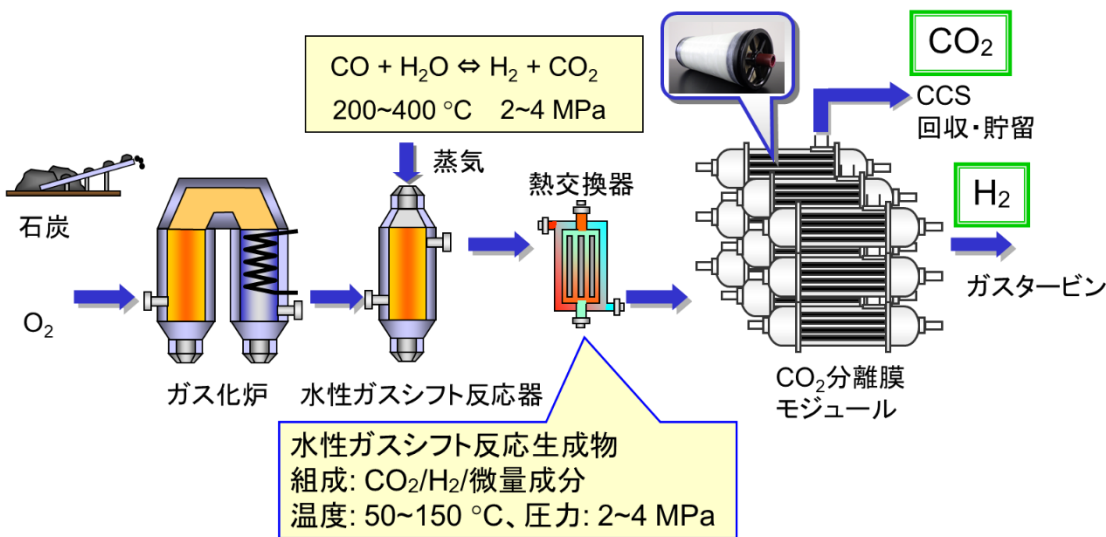 CO + H₂O ⇔ H₂ + CO₂
200~400 °C 2~4 MPa
CO₂
CCS
回収・貯留
蒸気
熱交換器
H₂
石炭
ガスタービン
O₂
ガス化炉
水性ガスシフト反応器
CO₂分離膜
モジュール
水性ガスシフト反応生成物
組成: CO₂/H₂/微量成分
温度: 50~150 °C、圧力: 2~4 MPa